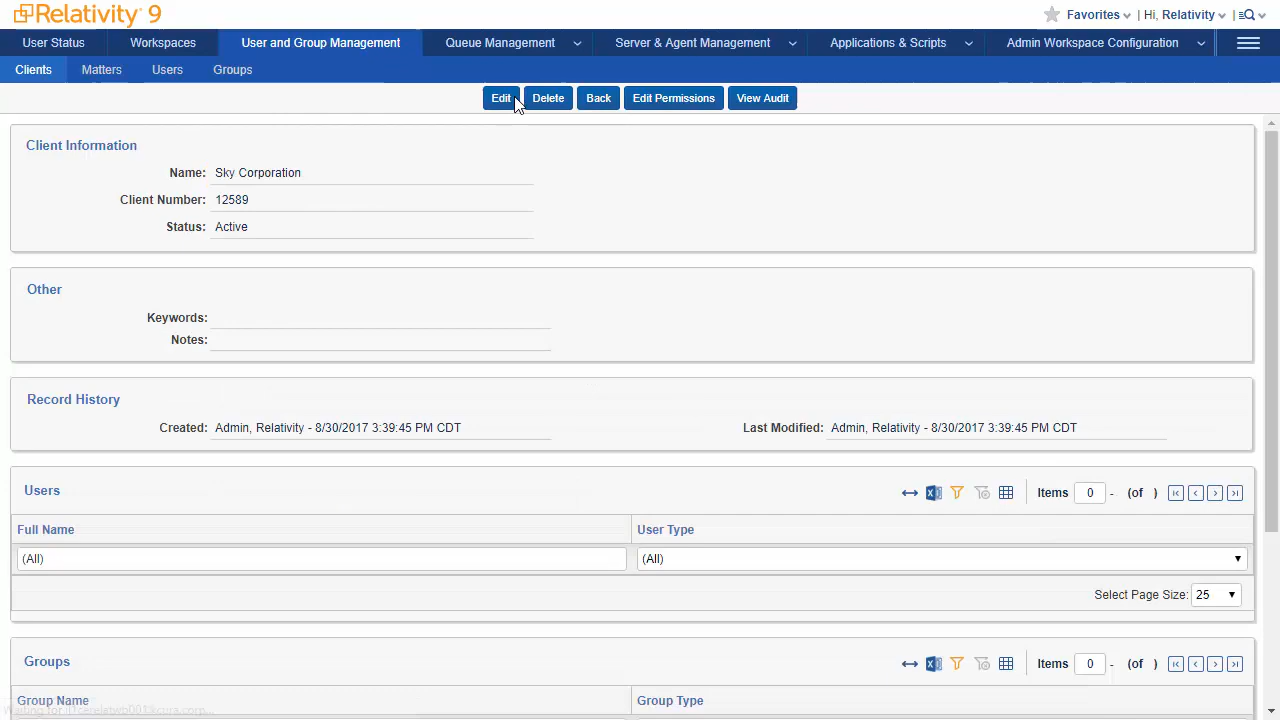 Relativity 9
Favorites
Hi, Relativity
User Status
Workspaces
User and Group Management
Queue Management
Server & Agent Management
Applications & Scripts
Admin Workspace Configuration
Clients
Matters
Users
Groups
Edit
Delete
Back
Edit Permissions
View Audit
Client Information
Name: Sky Corporation
Client Number: 12589
Status: Active
Other
Keywords:
Notes:
Record History
Created: Admin, Relativity - 8/30/2017 3:39:45 PM CDT
Last Modified: Admin, Relativity - 8/30/2017 3:39:45 PM CDT
Users
Items 0 - (of )
Full Name
User Type
(All)
(All)
Select Page Size: 25
Groups
Items 0 - (of )
Group Name
Group Type
Waiting for